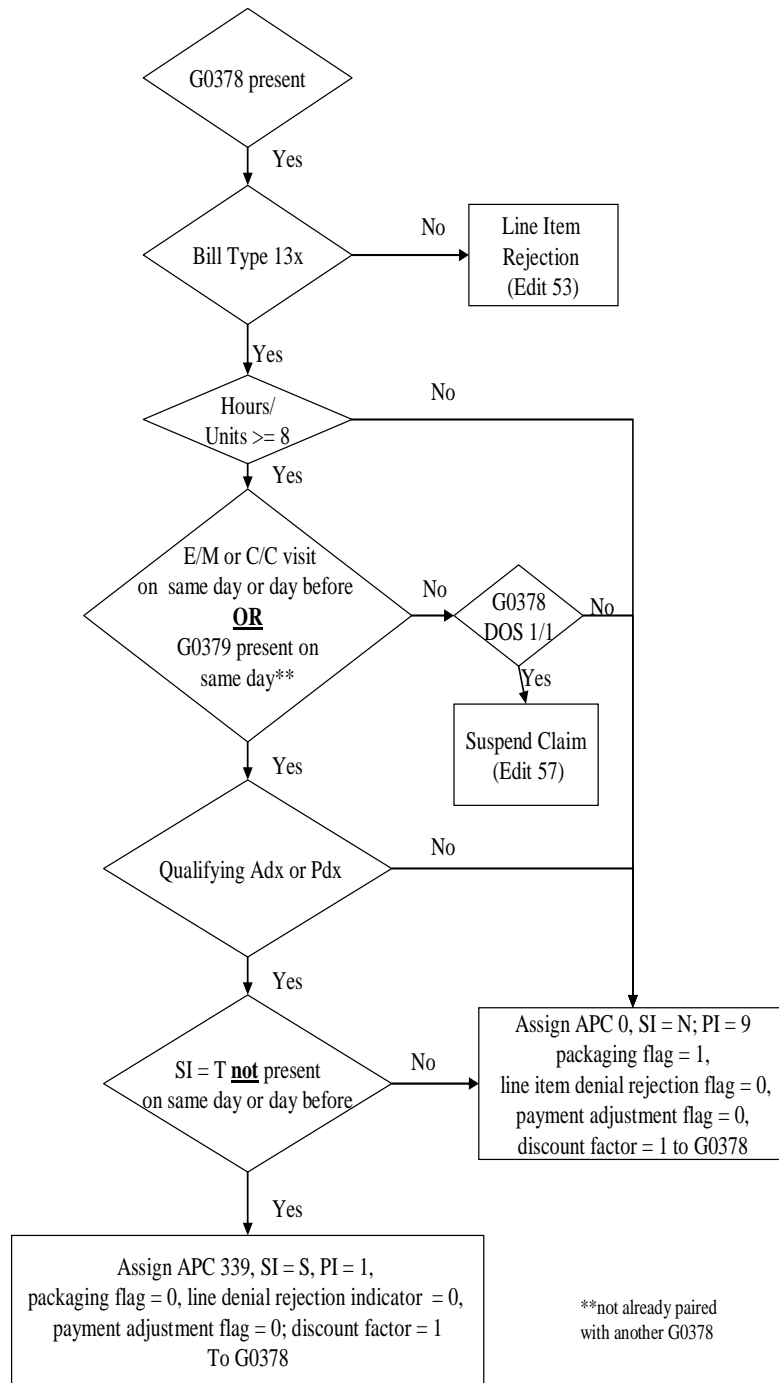 G0378 present
Yes
Bill Type 13x
No
Line Item
Rejection
(Edit 53)
Yes
Hours/
Units >= 8
No
Yes
E/M or C/C visit
on same day or day before
OR
G0379 present on
same day**
No
G0378
DOS 1/1
No
Yes
Suspend Claim
(Edit 57)
Yes
Qualifying Adx or Pdx
No
Yes
SI = T not present
on same day or day before
No
Assign APC 0, SI = N; PI = 9
packaging flag = 1,
line item denial rejection flag = 0,
payment adjustment flag = 0,
discount factor = 1 to G0378
Yes
Assign APC 339, SI = S, PI = 1,
packaging flag = 0, line denial rejection indicator = 0,
payment adjustment flag = 0; discount factor = 1
To G0378
**not already paired
with another G0378